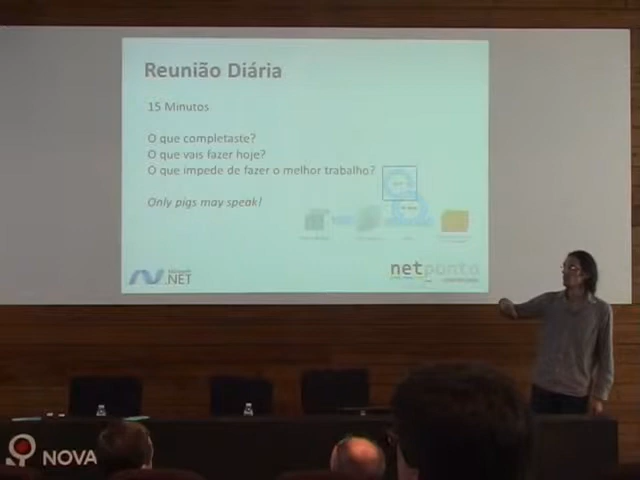 Reunião Diária
15 Minutos
O que completaste?
O que vais fazer hoje?
O que impede de fazer o melhor trabalho?
Only pigs may speak!
.NET
netponto
NOVA